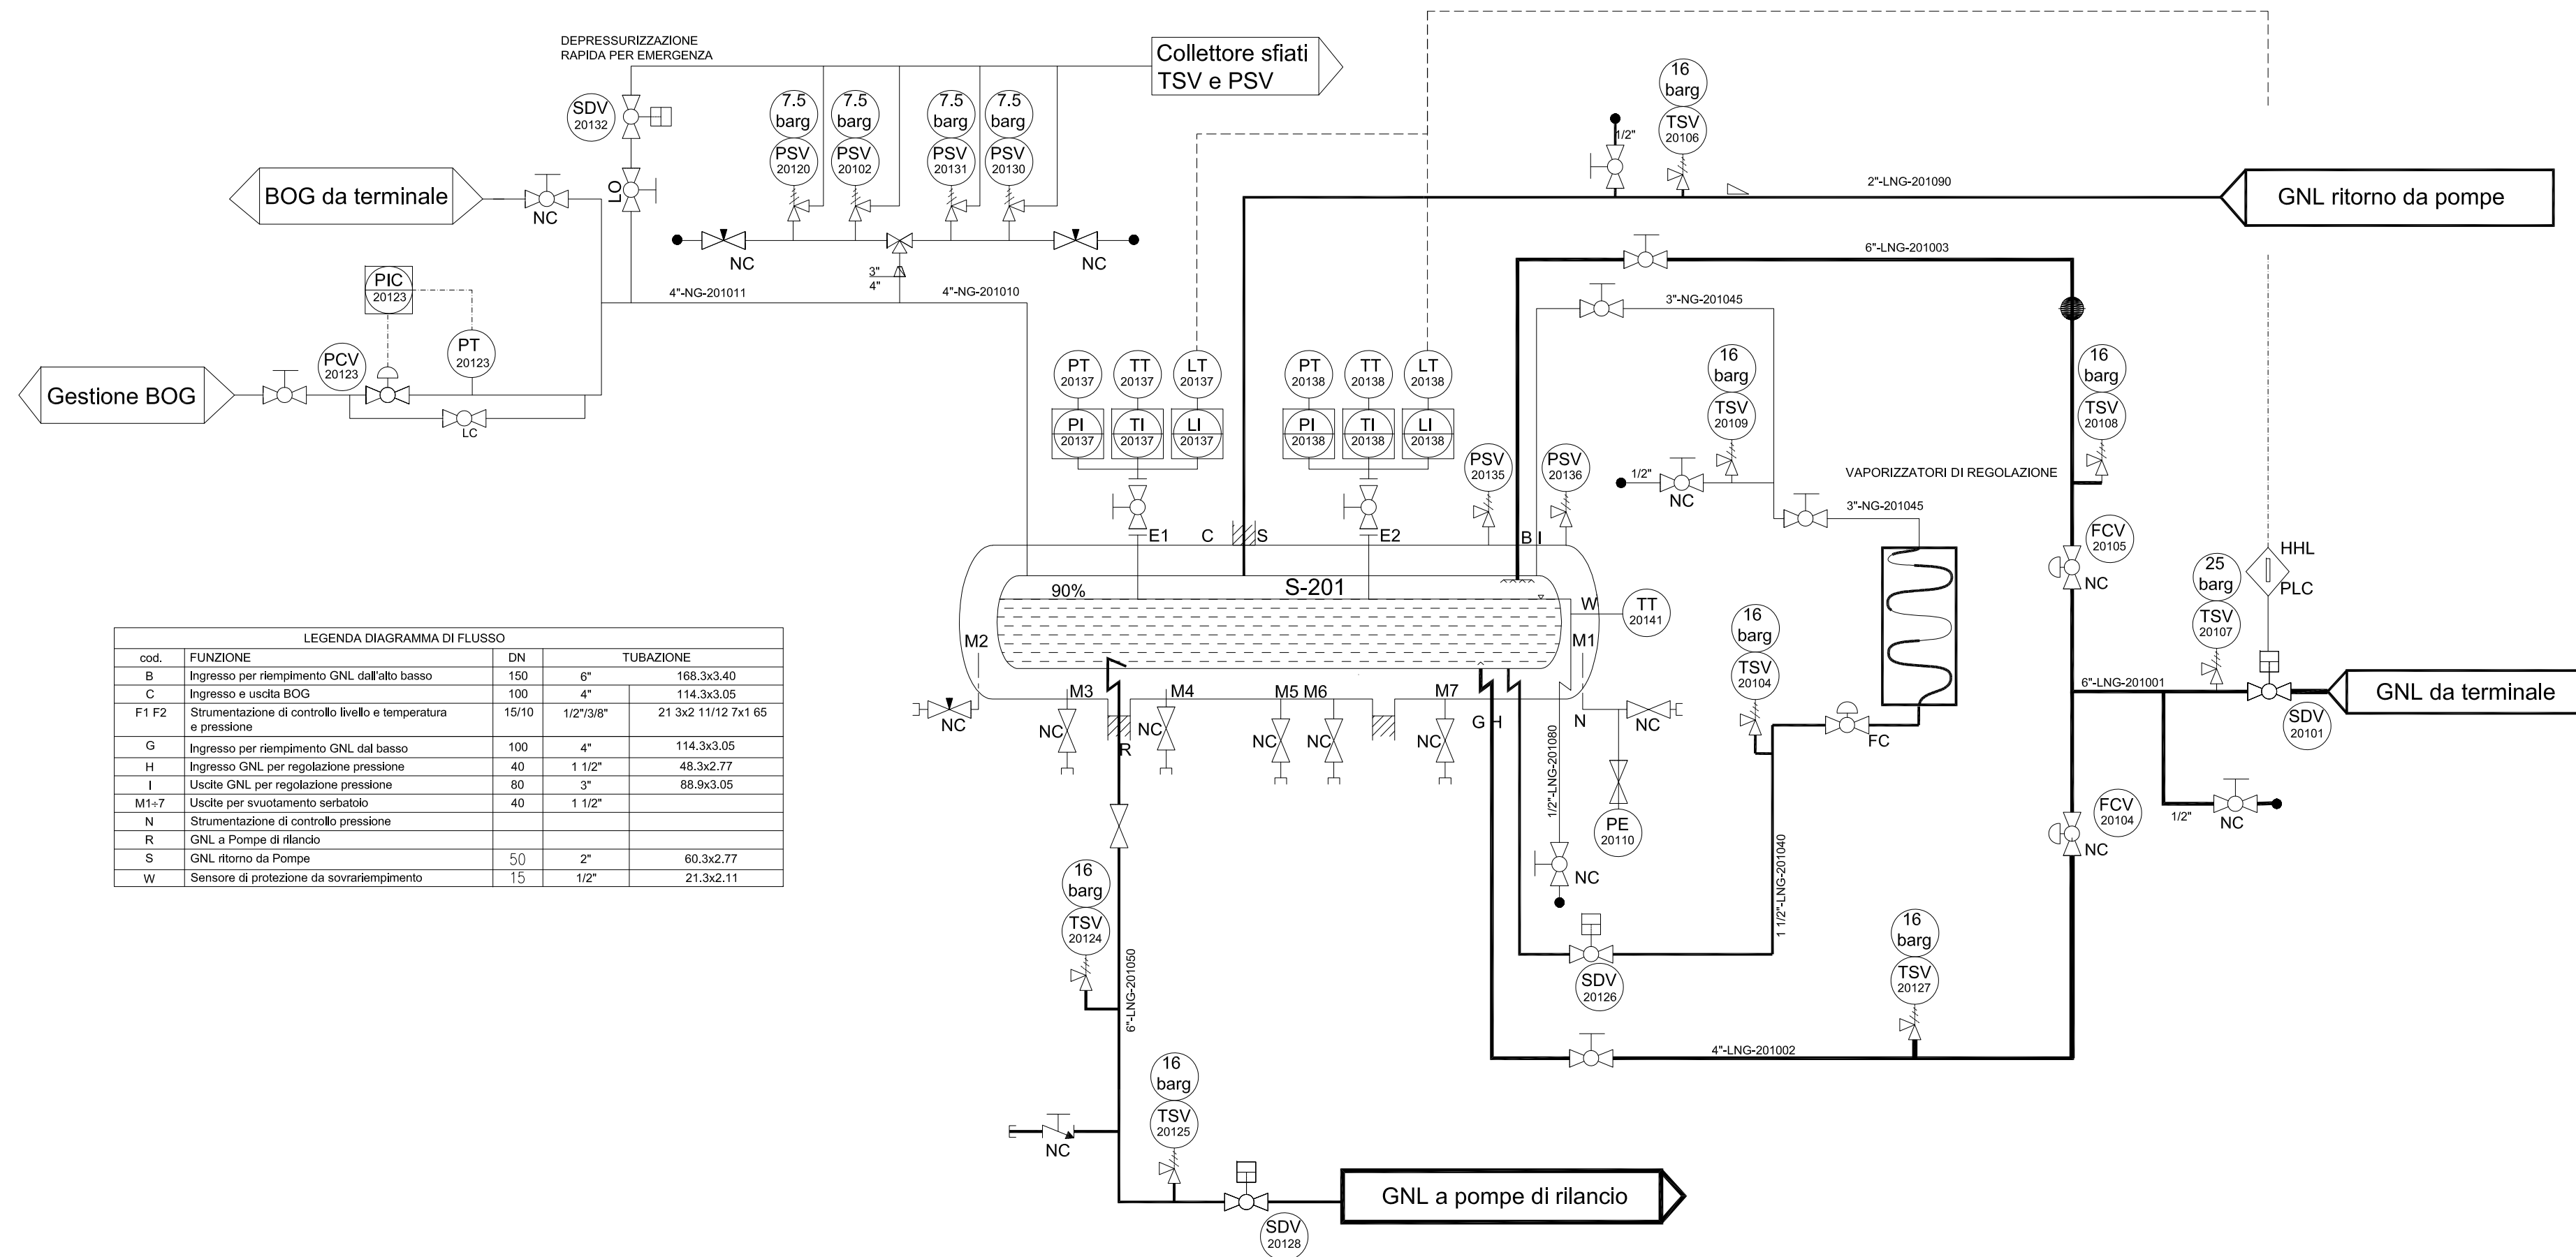 DEPRESSURIZZAZIONE
RAPIDA PER EMERGENZA
Collettore sfiati
TSV e PSV
SDV
20132
LO
7.5
barg
PSV
20120
7.5
barg
PSV
20102
7.5
barg
PSV
20131
7.5
barg
PSV
20130
NC
NC
3"
4"
4"-NG-201011
4"-NG-201010
BOG da terminale
NC
PIC
20123
PT
20123
PCV
20123
Gestione BOG
LC
16
barg
TSV
20106
1/2"
2"-LNG-201090
GNL ritorno da pompe
6"-LNG-201003
3"-NG-201045
PT
20137
TT
20137
LT
20137
PI
20137
TI
20137
LI
20137
PT
20138
TT
20138
LT
20138
PI
20138
TI
20138
LI
20138
PSV
20135
PSV
20136
16
barg
TSV
20109
1/2"
NC
16
barg
TSV
20108
VAPORIZZATORI DI REGOLAZIONE
3"-NG-201045
FCV
20105
NC
25
barg
TSV
20107
HHL
PLC
E1
C
S
E2
B
I
90%
S-201
W
TT
20141
M2
M1
M3
M4
M5
M6
M7
G
H
N
R
NC
NC
NC
NC
NC
NC
NC
16
barg
TSV
20104
FC
6"-LNG-201001
GNL da terminale
SDV
20101
1/2"
NC
FCV
20104
NC
1/2"-LNG-201080
PE
20110
NC
1 1/2"-LNG-201040
SDV
20126
16
barg
TSV
20127
4"-LNG-201002
16
barg
TSV
20124
6"-LNG-201050
16
barg
TSV
20125
NC
SDV
20128
GNL a pompe di rilancio
LEGENDA DIAGRAMMA DI FLUSSO
cod. FUNZIONE DN TUBAZIONE
B Ingresso per riempimento GNL dall'alto basso 150 6" 168.3x3.40
C Ingresso e uscita BOG 100 4" 114.3x3.05
F1 F2 Strumentazione di controllo livello e temperatura 15/10 1/2"/3/8" 21 3x2 11/12 7x1 65
e pressione
G Ingresso per riempimento GNL dal basso 100 4" 114.3x3.05
H Ingresso GNL per regolazione pressione 40 1 1/2" 48.3x2.77
I Uscite GNL per regolazione pressione 80 3" 88.9x3.05
M1÷7 Uscite per svuotamento serbatoio 40 1 1/2"
N Strumentazione di controllo pressione
R GNL a Pompe di rilancio
S GNL ritorno da Pompe 50 2" 60.3x2.77
W Sensore di protezione da sovrariempimento 15 1/2" 21.3x2.11